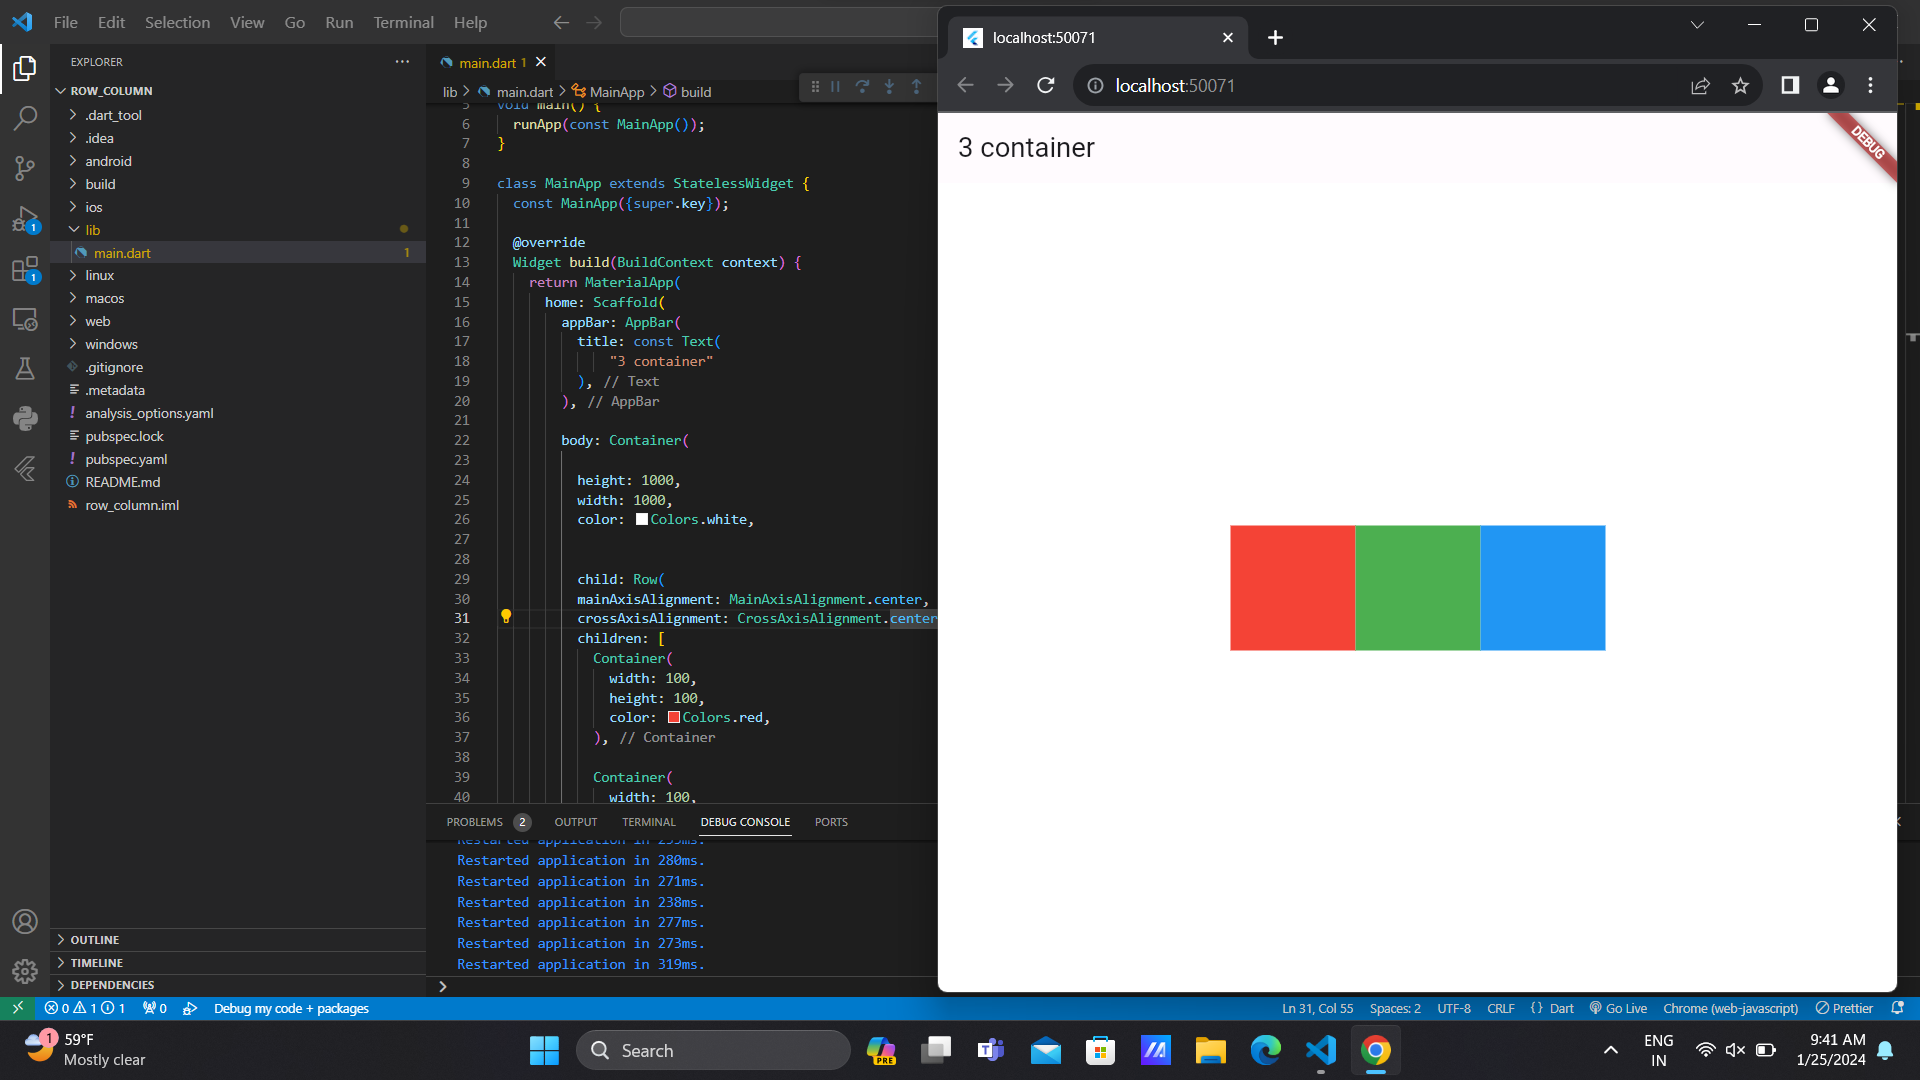 File Edit Selection View Go Run Terminal Help
EXPLORER
ROW_COLUMN
.dart_tool
.idea
android
build
ios
lib
main.dart 1
linux
macos
web
windows
.gitignore
.metadata
analysis_options.yaml
pubspec.lock
pubspec.yaml
README.md
row_column.iml
OUTLINE
TIMELINE
DEPENDENCIES
1
1
main.dart 1
lib > main.dart > MainApp > build
5 void main() {
6 runApp(const MainApp());
7 }
8
9 class MainApp extends StatelessWidget {
10 const MainApp({super.key});
11
12 @override
13 Widget build(BuildContext context) {
14 return MaterialApp(
15 home: Scaffold(
16 appBar: AppBar(
17 title: const Text(
18 "3 container"
19 ), // Text
20 ), // AppBar
21
22 body: Container(
23
24 height: 1000,
25 width: 1000,
26 color: Colors.white,
27
28
29 child: Row(
30 mainAxisAlignment: MainAxisAlignment.center,
31 crossAxisAlignment: CrossAxisAlignment.center
32 children: [
33 Container(
34 width: 100,
35 height: 100,
36 color: Colors.red,
37 ), // Container
38
39 Container(
40 width: 100,
PROBLEMS 2 OUTPUT TERMINAL DEBUG CONSOLE PORTS
Restarted application in 280ms.
Restarted application in 271ms.
Restarted application in 238ms.
Restarted application in 277ms.
Restarted application in 273ms.
Restarted application in 319ms.
localhost:50071
localhost:50071
3 container
DEBUG
0 1 1 0 Debug my code + packages
Ln 31, Col 55 Spaces: 2 UTF-8 CRLF {} Dart Go Live Chrome (web-javascript) Prettier
1
59°F
Mostly clear
Search
PRE
ENG
IN
9:41 AM
1/25/2024